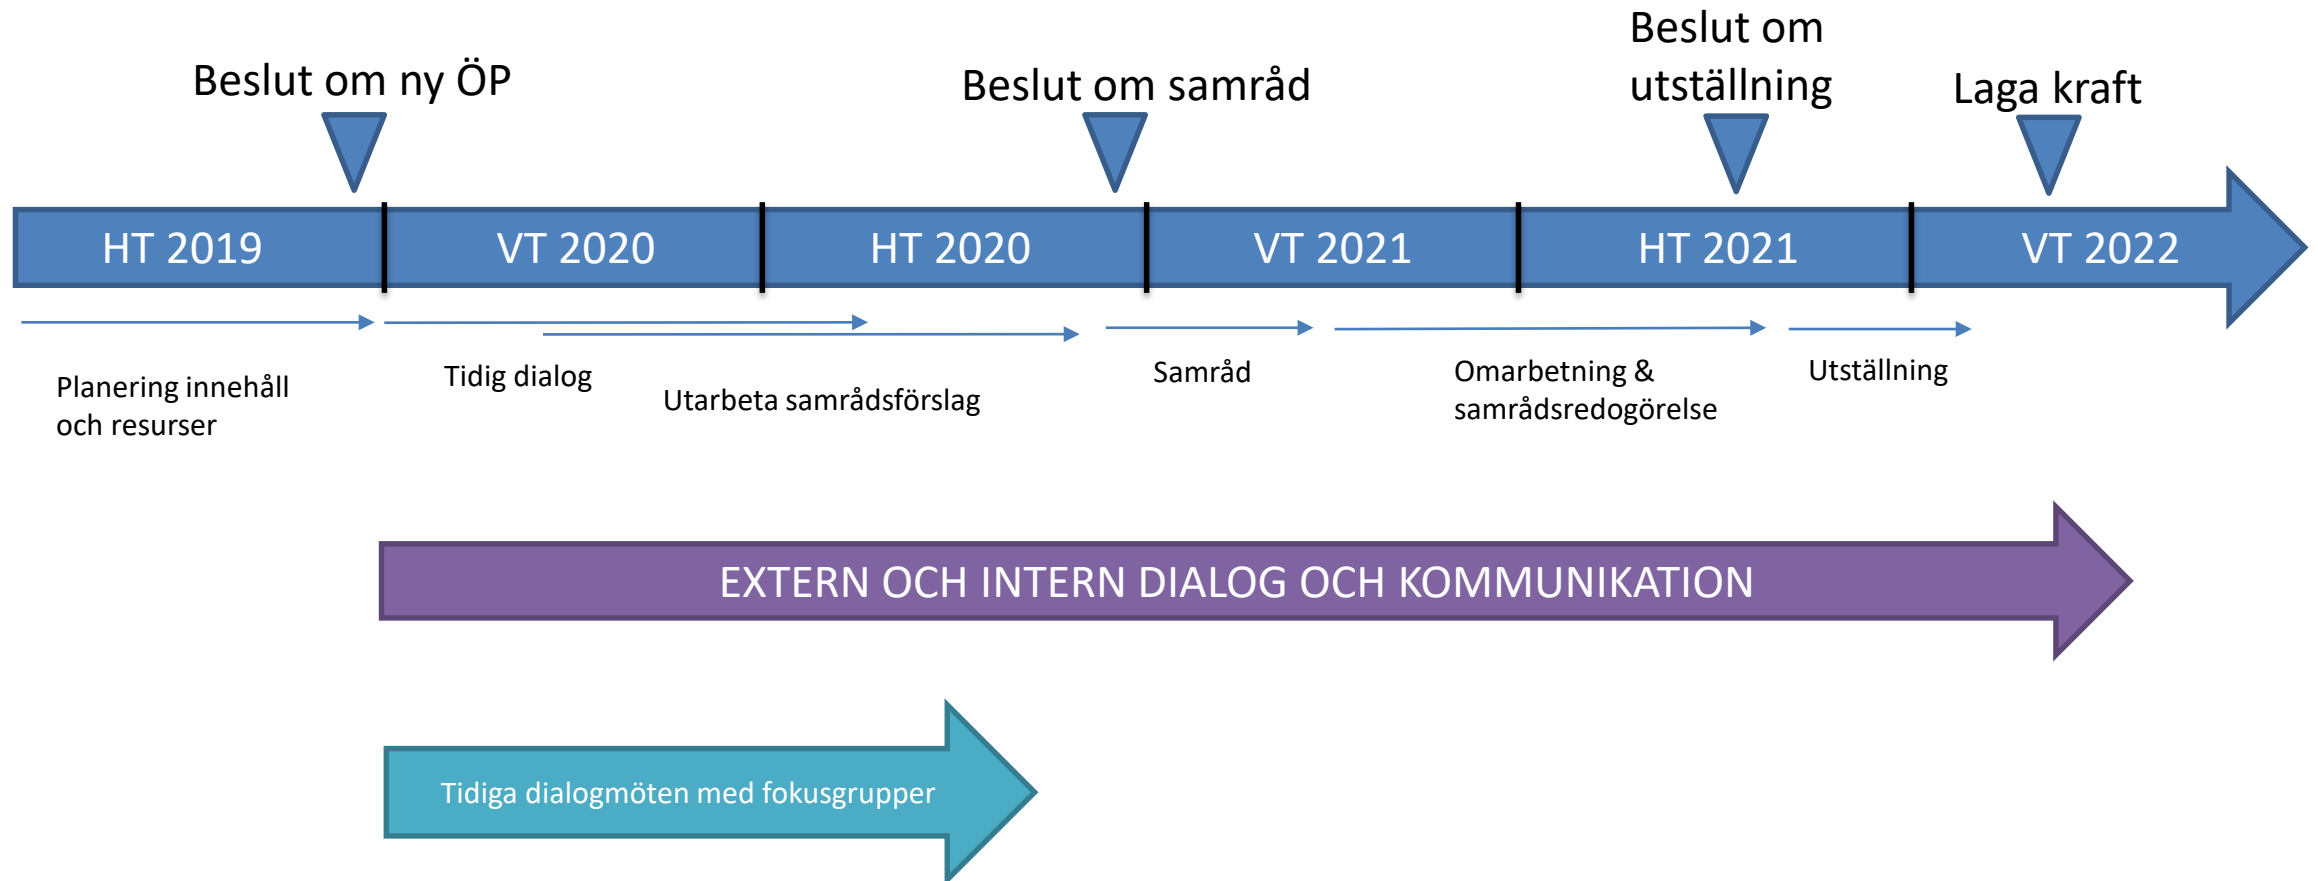 Beslut om ny ÖP
Beslut om samråd
Beslut om
utställning
Laga kraft
HT 2019
VT 2020
HT 2020
VT 2021
HT 2021
VT 2022
Planering innehåll
och resurser
Tidig dialog
Utarbeta samrådsförslag
Samråd
Omarbetning &
samrådsredogörelse
Utställning
EXTERN OCH INTERN DIALOG OCH KOMMUNIKATION
Tidiga dialogmöten med fokusgrupper